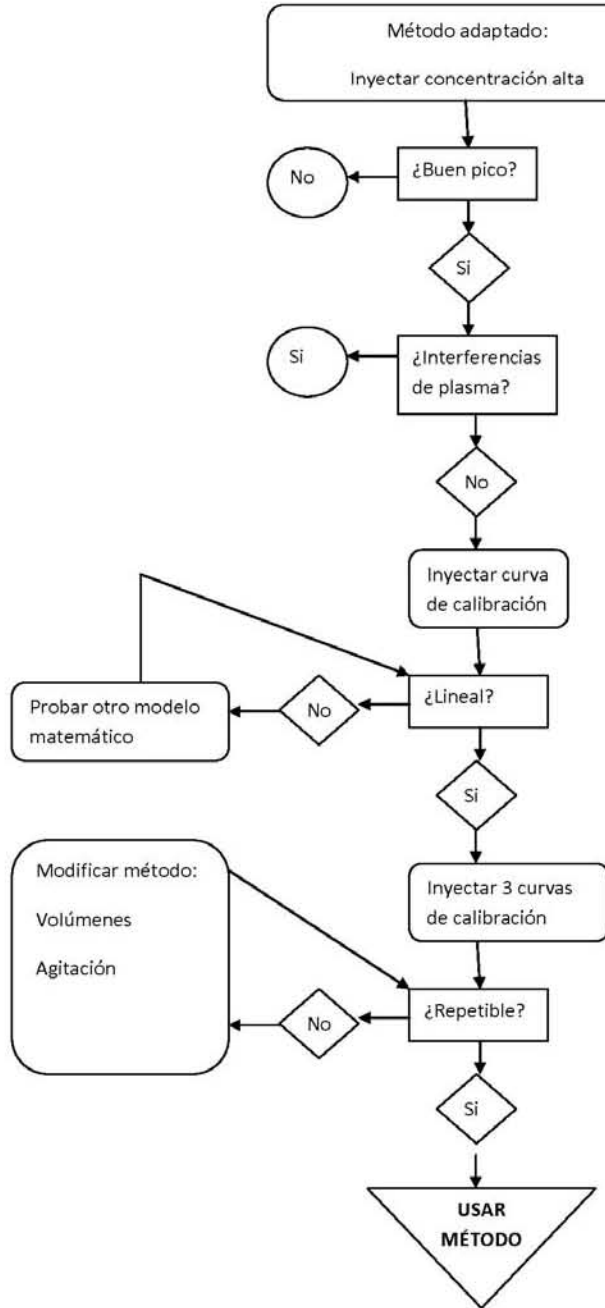 Método adaptado:
Inyectar concentración alta
¿Buen pico?
No
Si
¿Interferencias
de plasma?
Si
No
Inyectar curva
de calibración
¿Lineal?
No
Probar otro modelo
matemático
Si
Inyectar 3 curvas
de calibración
Modificar método:
Volúmenes
Agitación
¿Repetible?
No
Si
USAR
MÉTODO